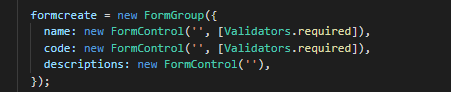 formcreate = new FormGroup({
name: new FormControl('', [Validators.required]),
code: new FormControl('', [Validators.required]),
descriptions: new FormControl(''),
});